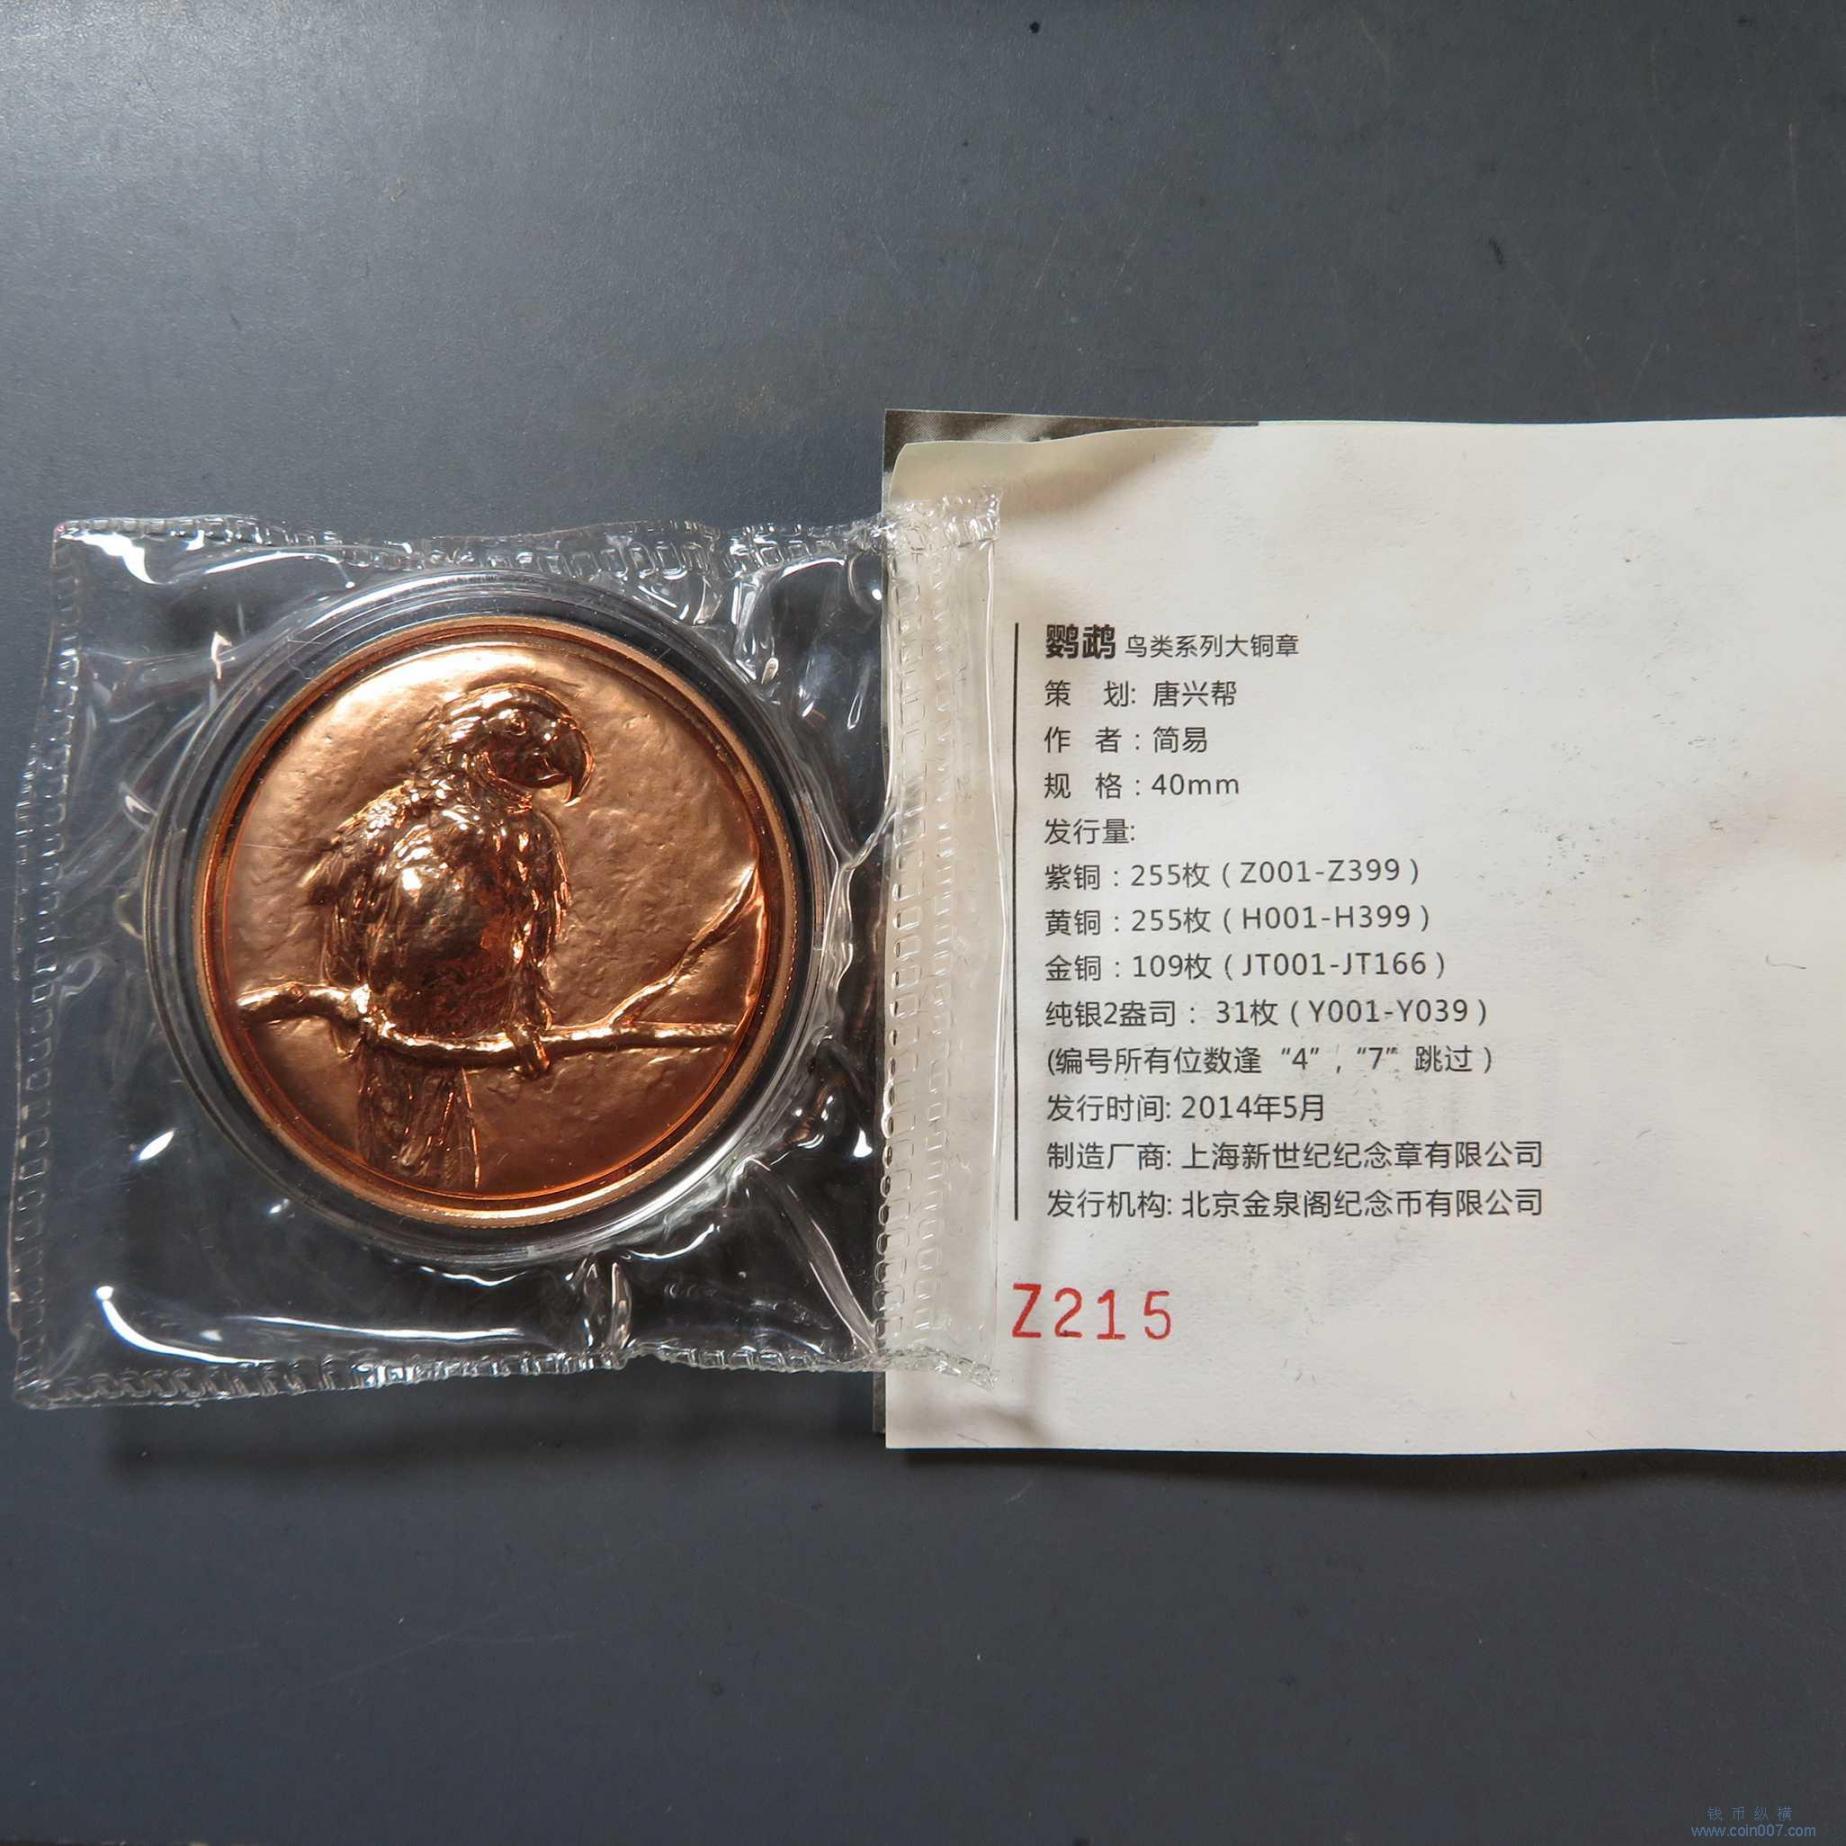 鹦鹉 鸟类系列大铜章
策 划: 唐兴帮
作 者：简易
规 格：40mm
发行量:
紫铜：255枚（Z001-Z399）
黄铜：255枚（H001-H399）
金铜：109枚（JT001-JT166）
纯银2盎司： 31枚（Y001-Y039）
(编号所有位数逢 “4”，“7” 跳过）
发行时间: 2014年5月
制造厂商: 上海新世纪纪念章有限公司
发行机构: 北京金泉阁纪念币有限公司
Z215
钱币纵横
www.coin007.com